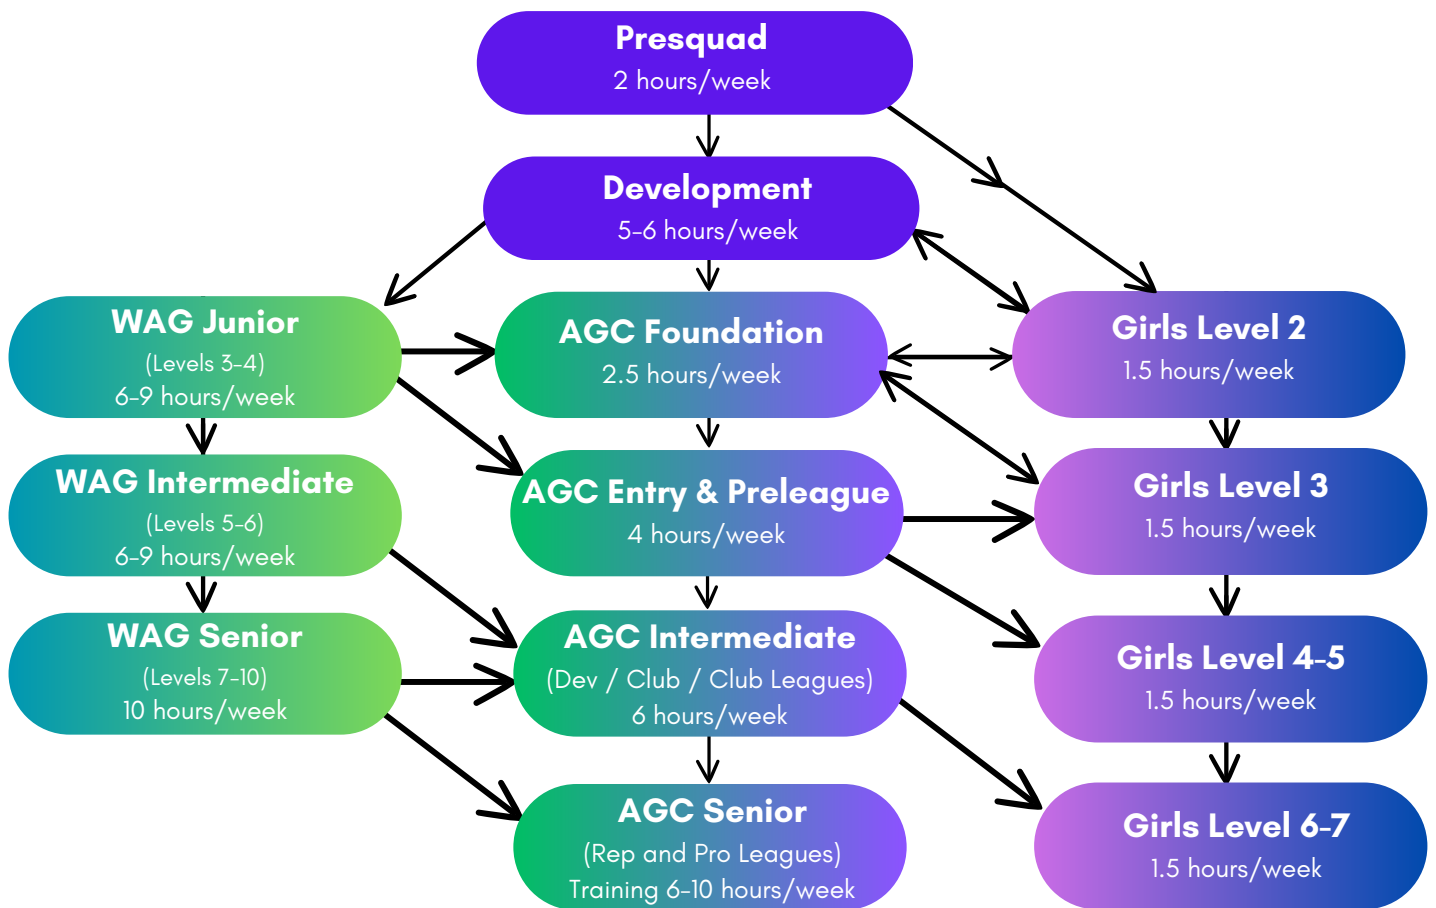 Presquad
2 hours/week
Development
5-6 hours/week
WAG Junior
(Levels 3-4)
6-9 hours/week
AGC Foundation
2.5 hours/week
Girls Level 2
1.5 hours/week
WAG Intermediate
(Levels 5-6)
6-9 hours/week
AGC Entry & Preleague
4 hours/week
Girls Level 3
1.5 hours/week
WAG Senior
(Levels 7-10)
10 hours/week
AGC Intermediate
(Dev / Club / Club Leagues)
6 hours/week
Girls Level 4-5
1.5 hours/week
AGC Senior
(Rep and Pro Leagues)
Training 6-10 hours/week
Girls Level 6-7
1.5 hours/week